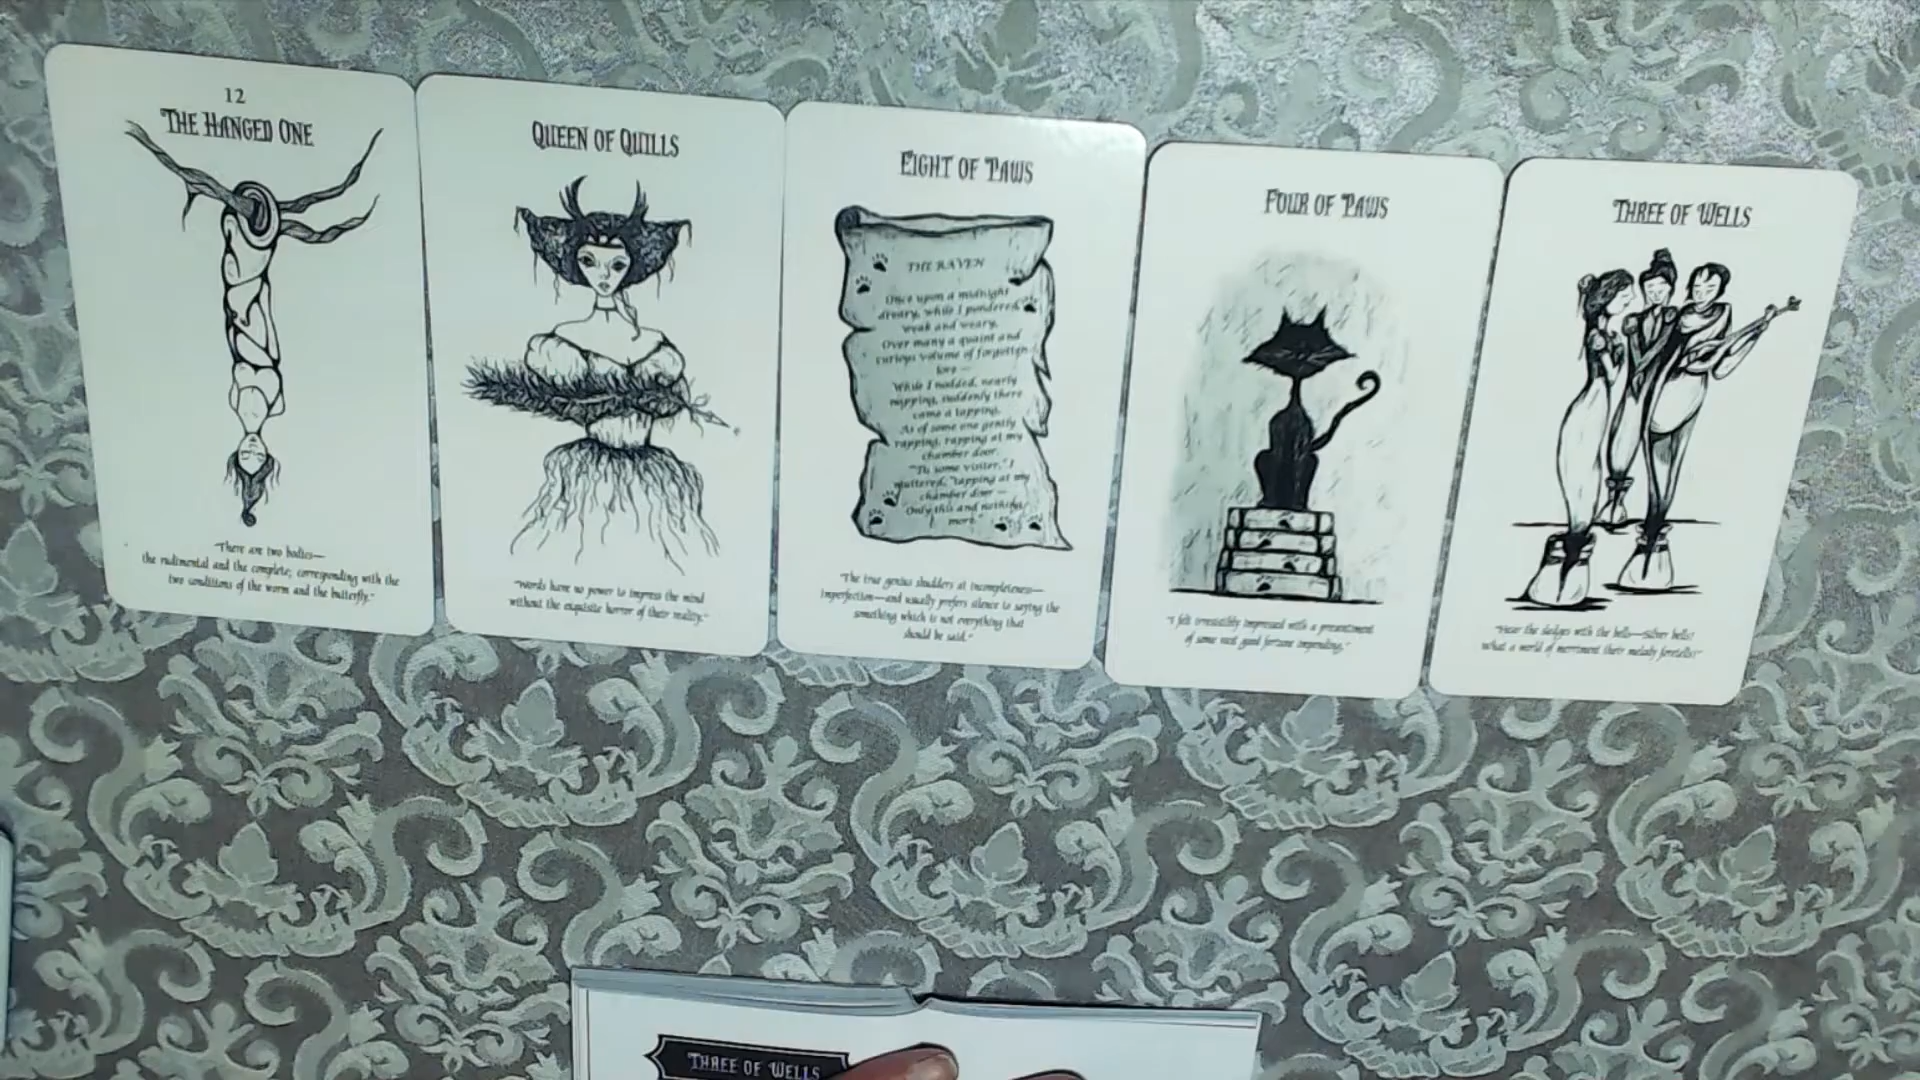 12
THE HANGED ONE
"There are two bodies—
the rudimental and the complete; corresponding with the
two conditions of the worm and the butterfly."
QUEEN OF QUILLS
"Words have no power to impress the mind
without the exquisite horror of their reality."
EIGHT OF PAWS
THE RAVEN
Once upon a midnight
dreary, while I pondered,
weak and weary,
Over many a quaint and
curious volume of forgotten
lore—
While I nodded, nearly
napping, suddenly there
came a tapping,
As of some one gently
rapping, rapping at my
chamber door.
"'Tis some visiter," I
muttered, "tapping at my
chamber door—
Only this and nothing
more."
"The true genius shudders at incompleteness—
imperfection—and usually prefers silence to saying the
something which is not everything that
should be said."
FOUR OF PAWS
"I felt irresistibly impressed with a presentiment
of some vast good fortune impending."
THREE OF WELLS
"Hear the sledges with the bells—Silver bells!
What a world of merriment their melody foretells!"
THREE OF WELLS